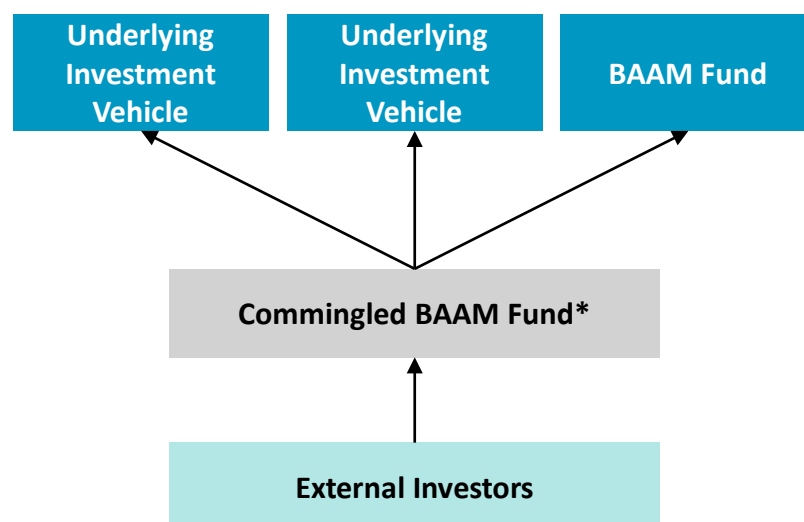 Underlying
Investment
Vehicle
Underlying
Investment
Vehicle
BAAM Fund
Commingled BAAM Fund*
External Investors